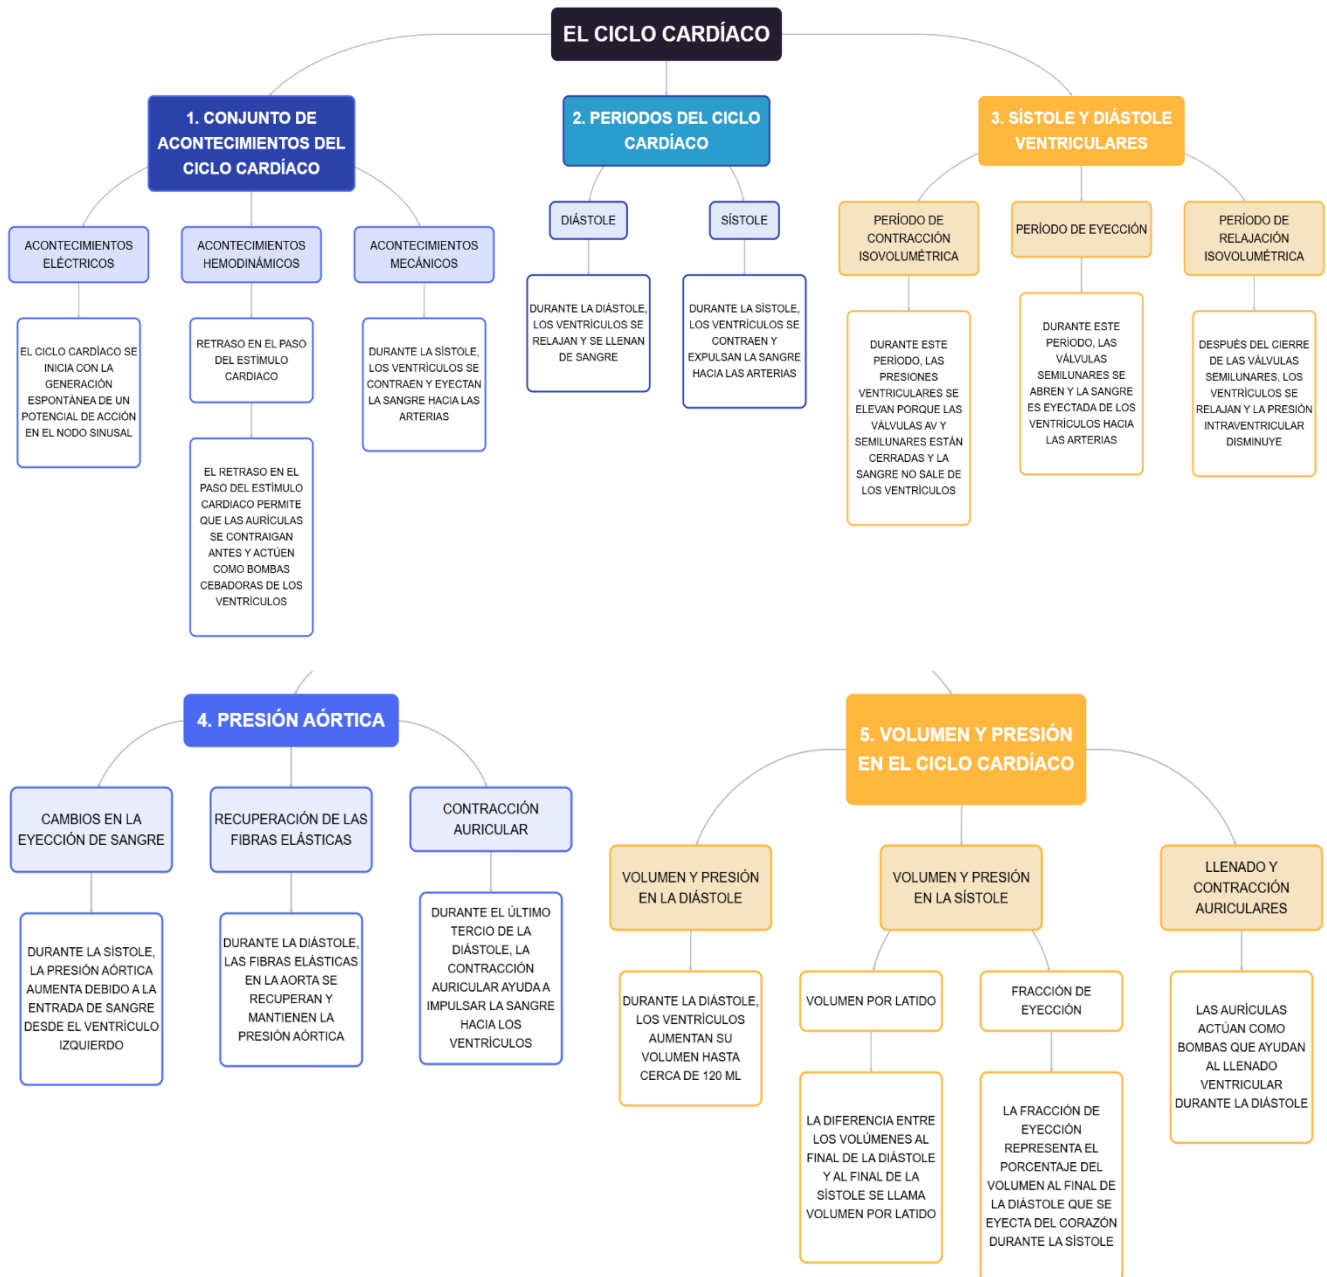 EL CICLO CARDÍACO
1. CONJUNTO DE
ACONTECIMIENTOS DEL
CICLO CARDÍACO
ACONTECIMIENTOS
ELÉCTRICOS
EL CICLO CARDÍACO SE
INICIA CON LA
GENERACIÓN
ESPONTÁNEA DE UN
POTENCIAL DE ACCIÓN
EN EL NODO SINUSAL
ACONTECIMIENTOS
HEMODINÁMICOS
RETRASO EN EL PASO
DEL ESTÍMULO
CARDIACO
EL RETRASO EN EL
PASO DEL ESTÍMULO
CARDIACO PERMITE
QUE LAS AURÍCULAS
SE CONTRAIGAN
ANTES Y ACTÚEN
COMO BOMBAS
CEBADORAS DE LOS
VENTRÍCULOS
ACONTECIMIENTOS
MECÁNICOS
DURANTE LA SÍSTOLE,
LOS VENTRÍCULOS SE
CONTRAEN Y EYECTAN
LA SANGRE HACIA LAS
ARTERIAS
2. PERIODOS DEL CICLO
CARDÍACO
DIÁSTOLE
DURANTE LA DIÁSTOLE,
LOS VENTRÍCULOS SE
RELAJAN Y SE LLENAN
DE SANGRE
SÍSTOLE
DURANTE LA SÍSTOLE,
LOS VENTRÍCULOS SE
CONTRAEN Y
EXPULSAN LA SANGRE
HACIA LAS ARTERIAS
3. SÍSTOLE Y DIÁSTOLE
VENTRICULARES
PERÍODO DE
CONTRACCIÓN
ISOVOLUMÉTRICA
DURANTE ESTE
PERÍODO, LAS
PRESIONES
VENTRICULARES SE
ELEVAN PORQUE LAS
VÁLVULAS AV Y
SEMILUNARES ESTÁN
CERRADAS Y LA
SANGRE NO SALE DE
LOS VENTRÍCULOS
PERÍODO DE EYECCIÓN
DURANTE ESTE
PERÍODO, LAS
VÁLVULAS
SEMILUNARES SE
ABREN Y LA SANGRE
ES EYECTADA DE LOS
VENTRÍCULOS HACIA
LAS ARTERIAS
PERÍODO DE
RELAJACIÓN
ISOVOLUMÉTRICA
DESPUÉS DEL CIERRE
DE LAS VÁLVULAS
SEMILUNARES, LOS
VENTRÍCULOS SE
RELAJAN Y LA PRESIÓN
INTRAVENTRICULAR
DISMINUYE
4. PRESIÓN AÓRTICA
CAMBIOS EN LA
EYECCIÓN DE SANGRE
DURANTE LA SÍSTOLE,
LA PRESIÓN AÓRTICA
AUMENTA DEBIDO A LA
ENTRADA DE SANGRE
DESDE EL VENTRÍCULO
IZQUIERDO
RECUPERACIÓN DE LAS
FIBRAS ELÁSTICAS
DURANTE LA DIÁSTOLE,
LAS FIBRAS ELÁSTICAS
EN LA AORTA SE
RECUPERAN Y
MANTIENEN LA
PRESIÓN AÓRTICA
CONTRACCIÓN
AURICULAR
DURANTE EL ÚLTIMO
TERCIO DE LA
DIÁSTOLE, LA
CONTRACCIÓN
AURICULAR AYUDA A
IMPULSAR LA SANGRE
HACIA LOS
VENTRÍCULOS
5. VOLUMEN Y PRESIÓN
EN EL CICLO CARDÍACO
VOLUMEN Y PRESIÓN
EN LA DIÁSTOLE
DURANTE LA DIÁSTOLE,
LOS VENTRÍCULOS
AUMENTAN SU
VOLUMEN HASTA
CERCA DE 120 ML
VOLUMEN Y PRESIÓN
EN LA SÍSTOLE
VOLUMEN POR LATIDO
LA DIFERENCIA ENTRE
LOS VOLÚMENES AL
FINAL DE LA DIÁSTOLE
Y AL FINAL DE LA
SÍSTOLE SE LLAMA
VOLUMEN POR LATIDO
FRACCIÓN DE
EYECCIÓN
LA FRACCIÓN DE
EYECCIÓN
REPRESENTA EL
PORCENTAJE DEL
VOLUMEN AL FINAL DE
LA DIÁSTOLE QUE SE
EYECTA DEL CORAZÓN
DURANTE LA SÍSTOLE
LLENADO Y
CONTRACCIÓN
AURICULARES
LAS AURÍCULAS
ACTÚAN COMO
BOMBAS QUE AYUDAN
AL LLENADO
VENTRICULAR
DURANTE LA DIÁSTOLE